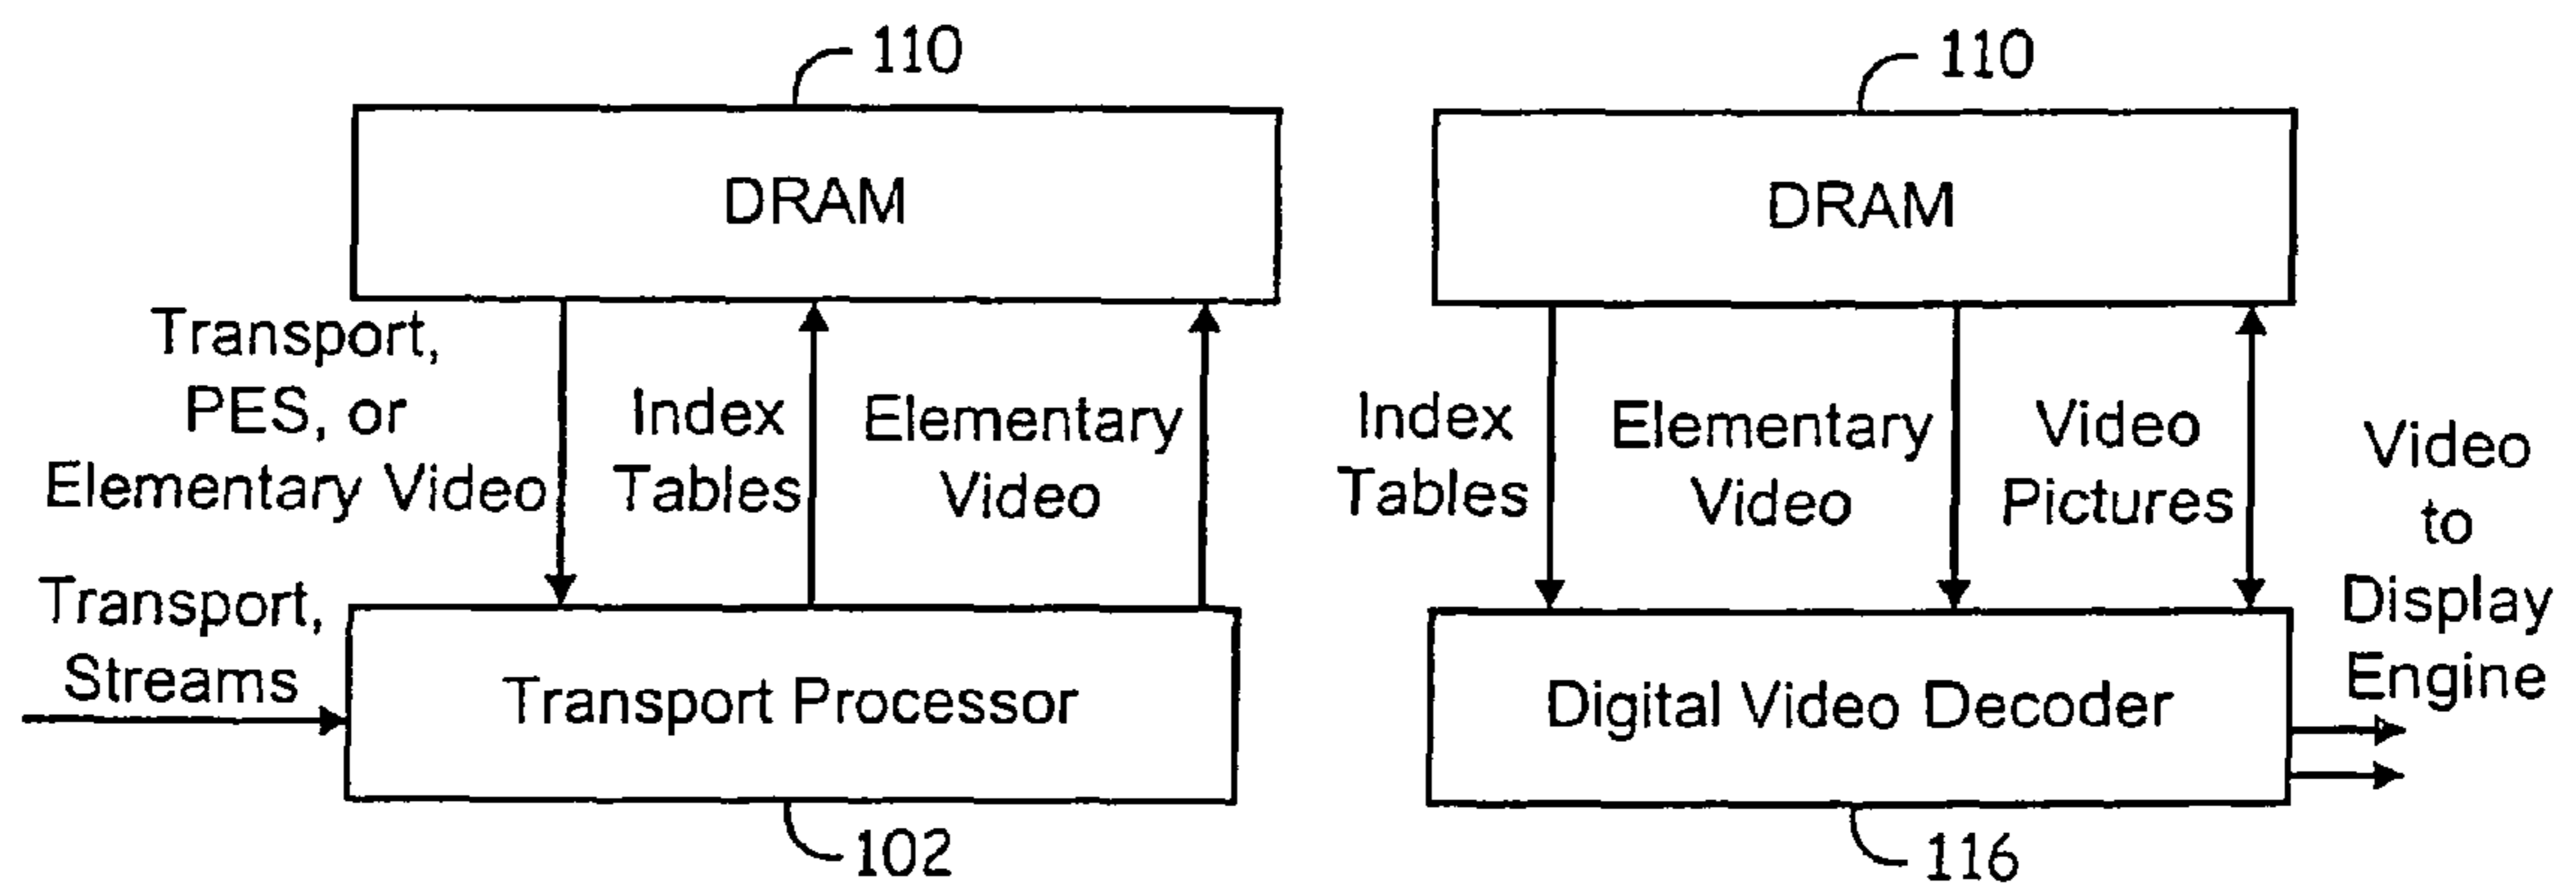 110
DRAM
Transport,
PES, or
Elementary Video
Index
Tables
Elementary
Video
Transport,
Streams
Transport Processor
102
110
DRAM
Index
Tables
Elementary
Video
Video
Pictures
Video
to
Display
Engine
Digital Video Decoder
116